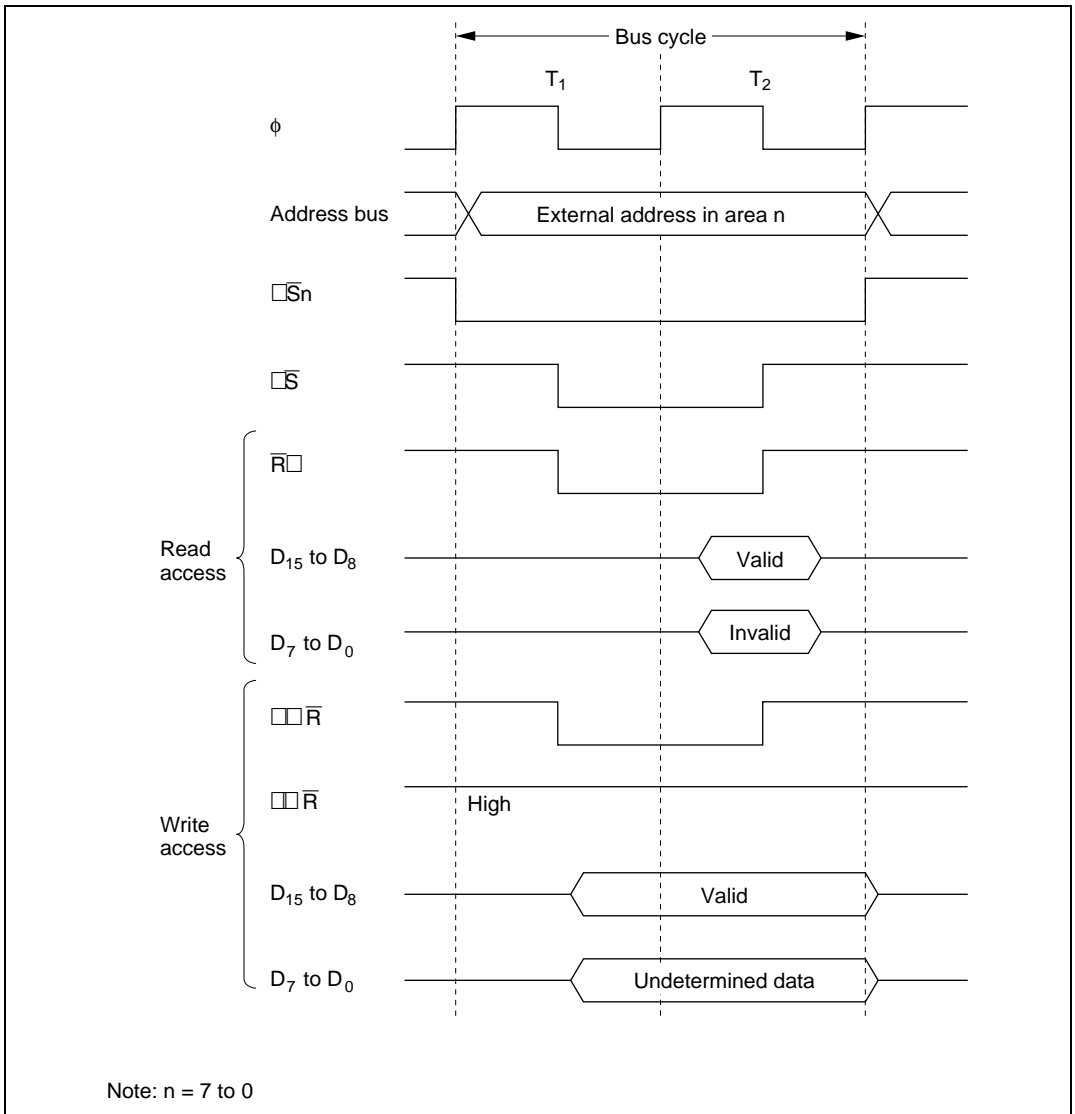 Bus cycle
T₁ T₂
ϕ
Address bus External address in area n
□S̅n
□S̅
Read access
R̅□
D₁₅ to D₈ Valid
D₇ to D₀ Invalid
Write access
□□R̅
□□R̅ High
D₁₅ to D₈ Valid
D₇ to D₀ Undetermined data
Note: n = 7 to 0